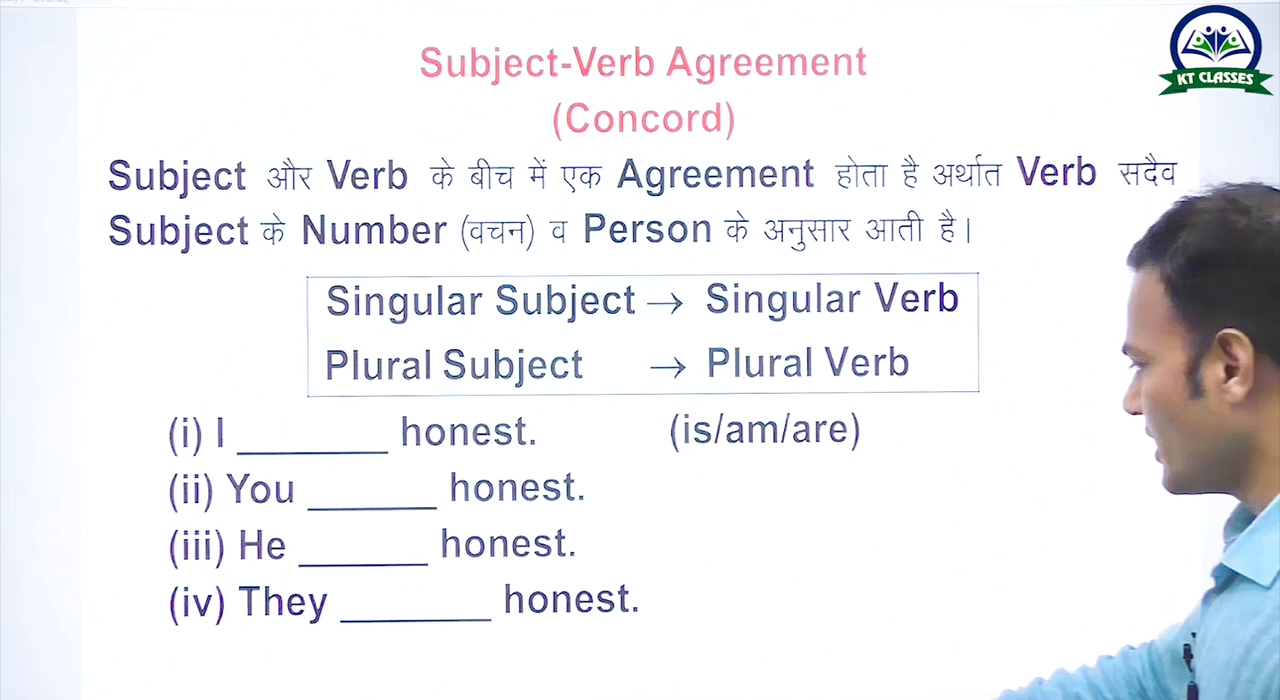 KT CLASSES
Subject-Verb Agreement
(Concord)
Subject और Verb के बीच में एक Agreement होता है अर्थात Verb सदैव
Subject के Number (वचन) व Person के अनुसार आती है।
Singular Subject → Singular Verb
Plural Subject → Plural Verb
(i) I ________ honest. (is/am/are)
(ii) You _______ honest.
(iii) He _______ honest.
(iv) They ________ honest.